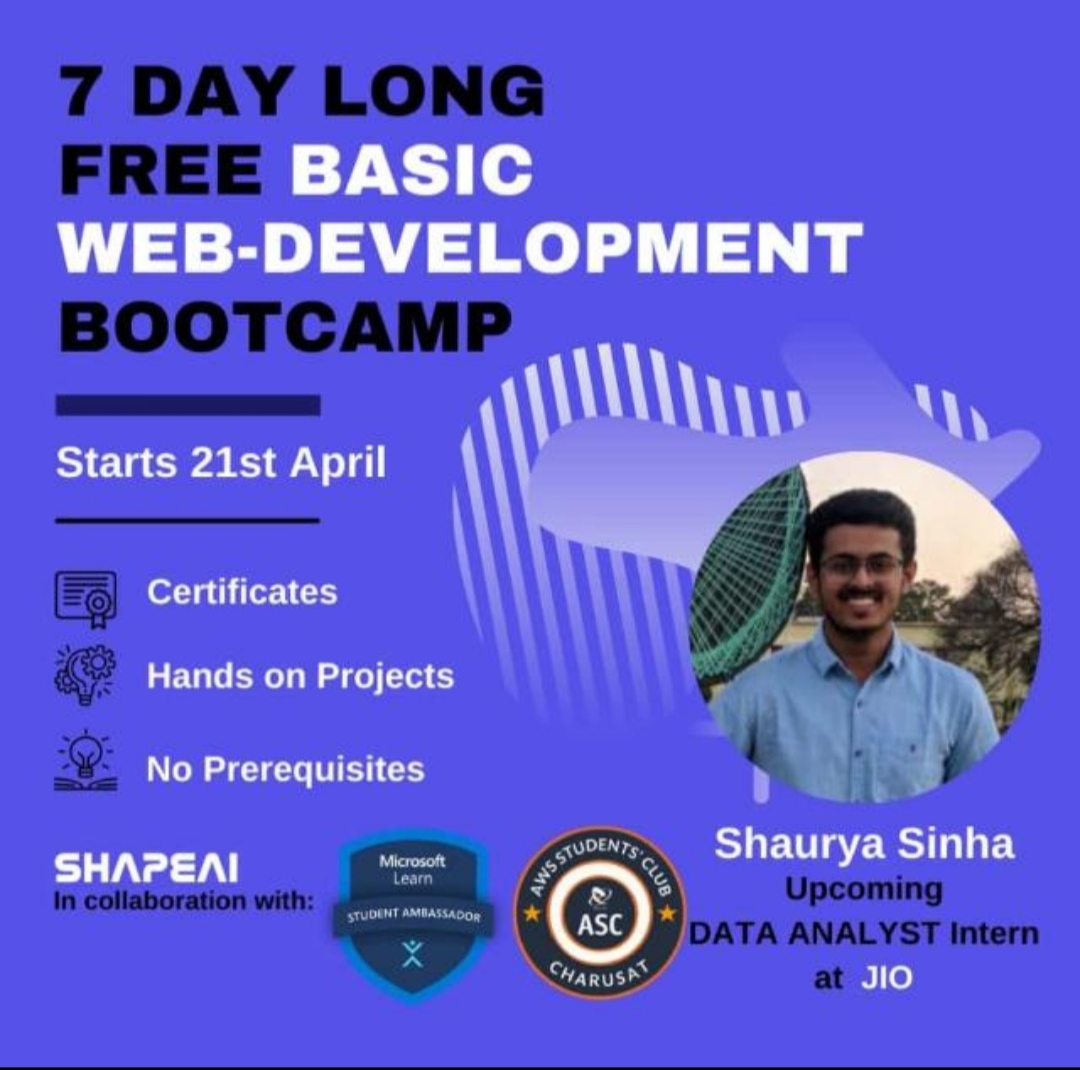 7 DAY LONG
FREE BASIC
WEB-DEVELOPMENT
BOOTCAMP
Starts 21st April
Certificates
Hands on Projects
No Prerequisites
SHAPEAI
In collaboration with:
Microsoft
Learn
STUDENT AMBASSADOR
AWS STUDENTS' CLUB
ASC
CHARUSAT
Shaurya Sinha
Upcoming
DATA ANALYST Intern
at JIO